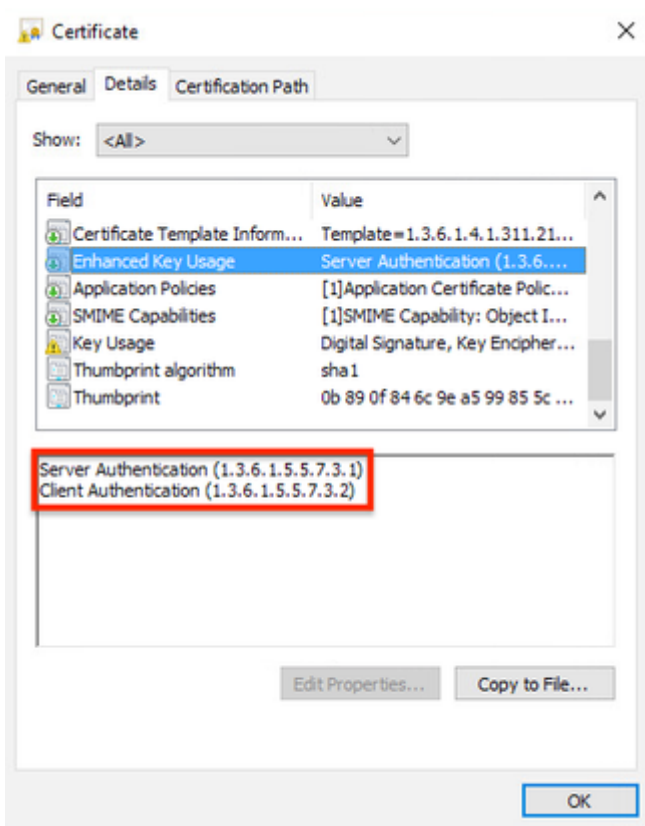 Certificate
General Details Certification Path
Show: <All>
Field Value
Certificate Template Inform... Template=1.3.6.1.4.1.311.21...
Enhanced Key Usage Server Authentication (1.3.6....
Application Policies [1]Application Certificate Polic...
SMIME Capabilities [1]SMIME Capability: Object I...
Key Usage Digital Signature, Key Encipher...
Thumbprint algorithm sha1
Thumbprint 0b 89 0f 84 6c 9e a5 99 85 5c ...
Server Authentication (1.3.6.1.5.5.7.3.1)
Client Authentication (1.3.6.1.5.5.7.3.2)
Edit Properties... Copy to File...
OK